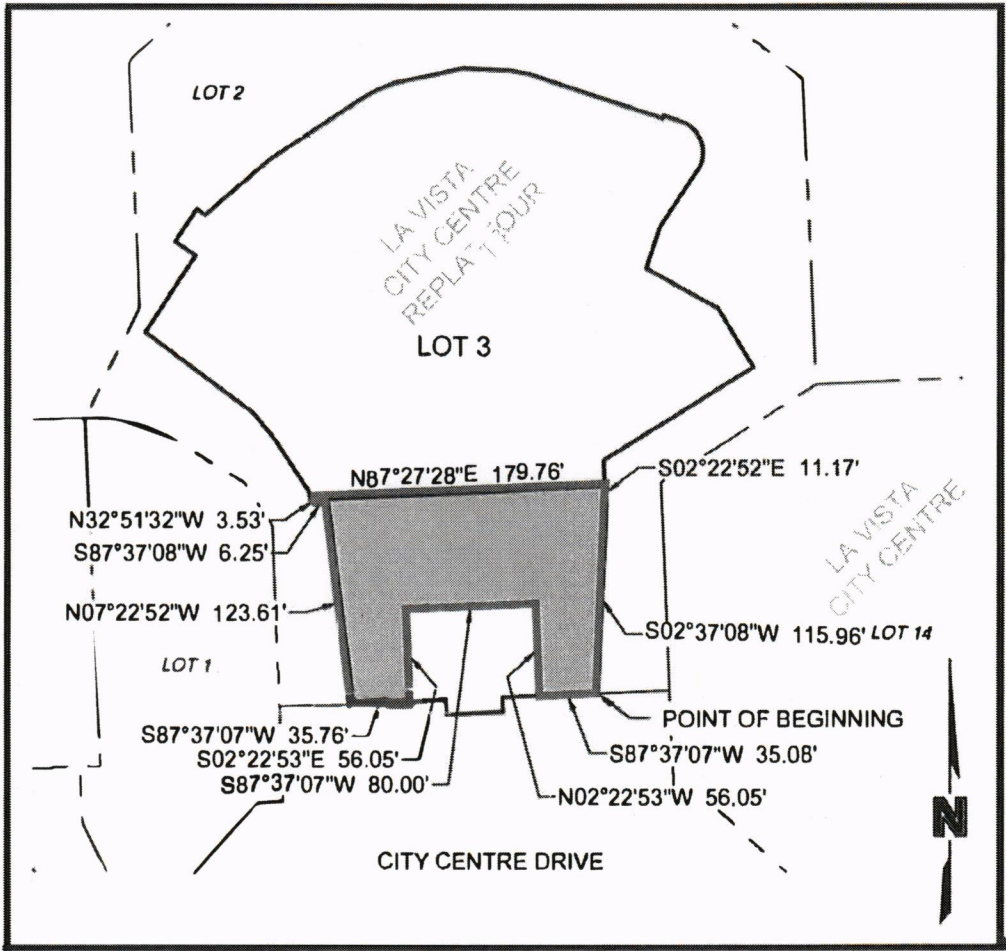 LOT 2
LA VISTA
CITY CENTRE
REPLAT FOUR
LOT 3
N87°27'28"E 179.76'
S02°22'52"E 11.17'
N32°51'32"W 3.53'
S87°37'08"W 6.25'
LA VISTA
CITY CENTRE
N07°22'52"W 123.61'
S02°37'08"W 115.96' LOT 14
LOT 1
POINT OF BEGINNING
S87°37'07"W 35.76'
S02°22'53"E 56.05'
S87°37'07"W 80.00'
S87°37'07"W 35.08'
N02°22'53"W 56.05'
N
CITY CENTRE DRIVE